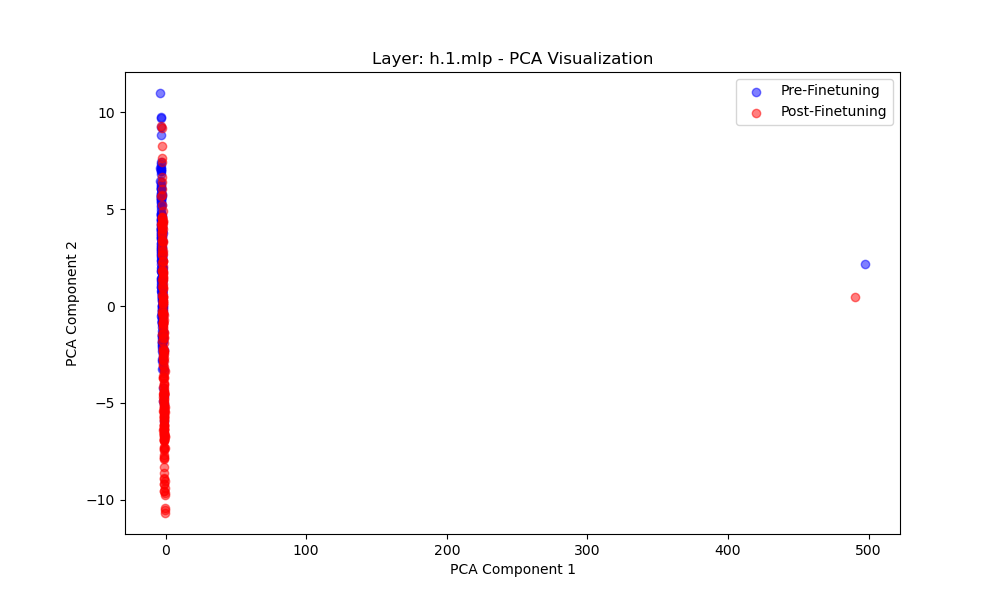 Layer: h.1.mlp - PCA Visualization
Pre-Finetuning
Post-Finetuning
10
5
0
−5
−10
PCA Component 2
0
100
200
300
400
500
PCA Component 1